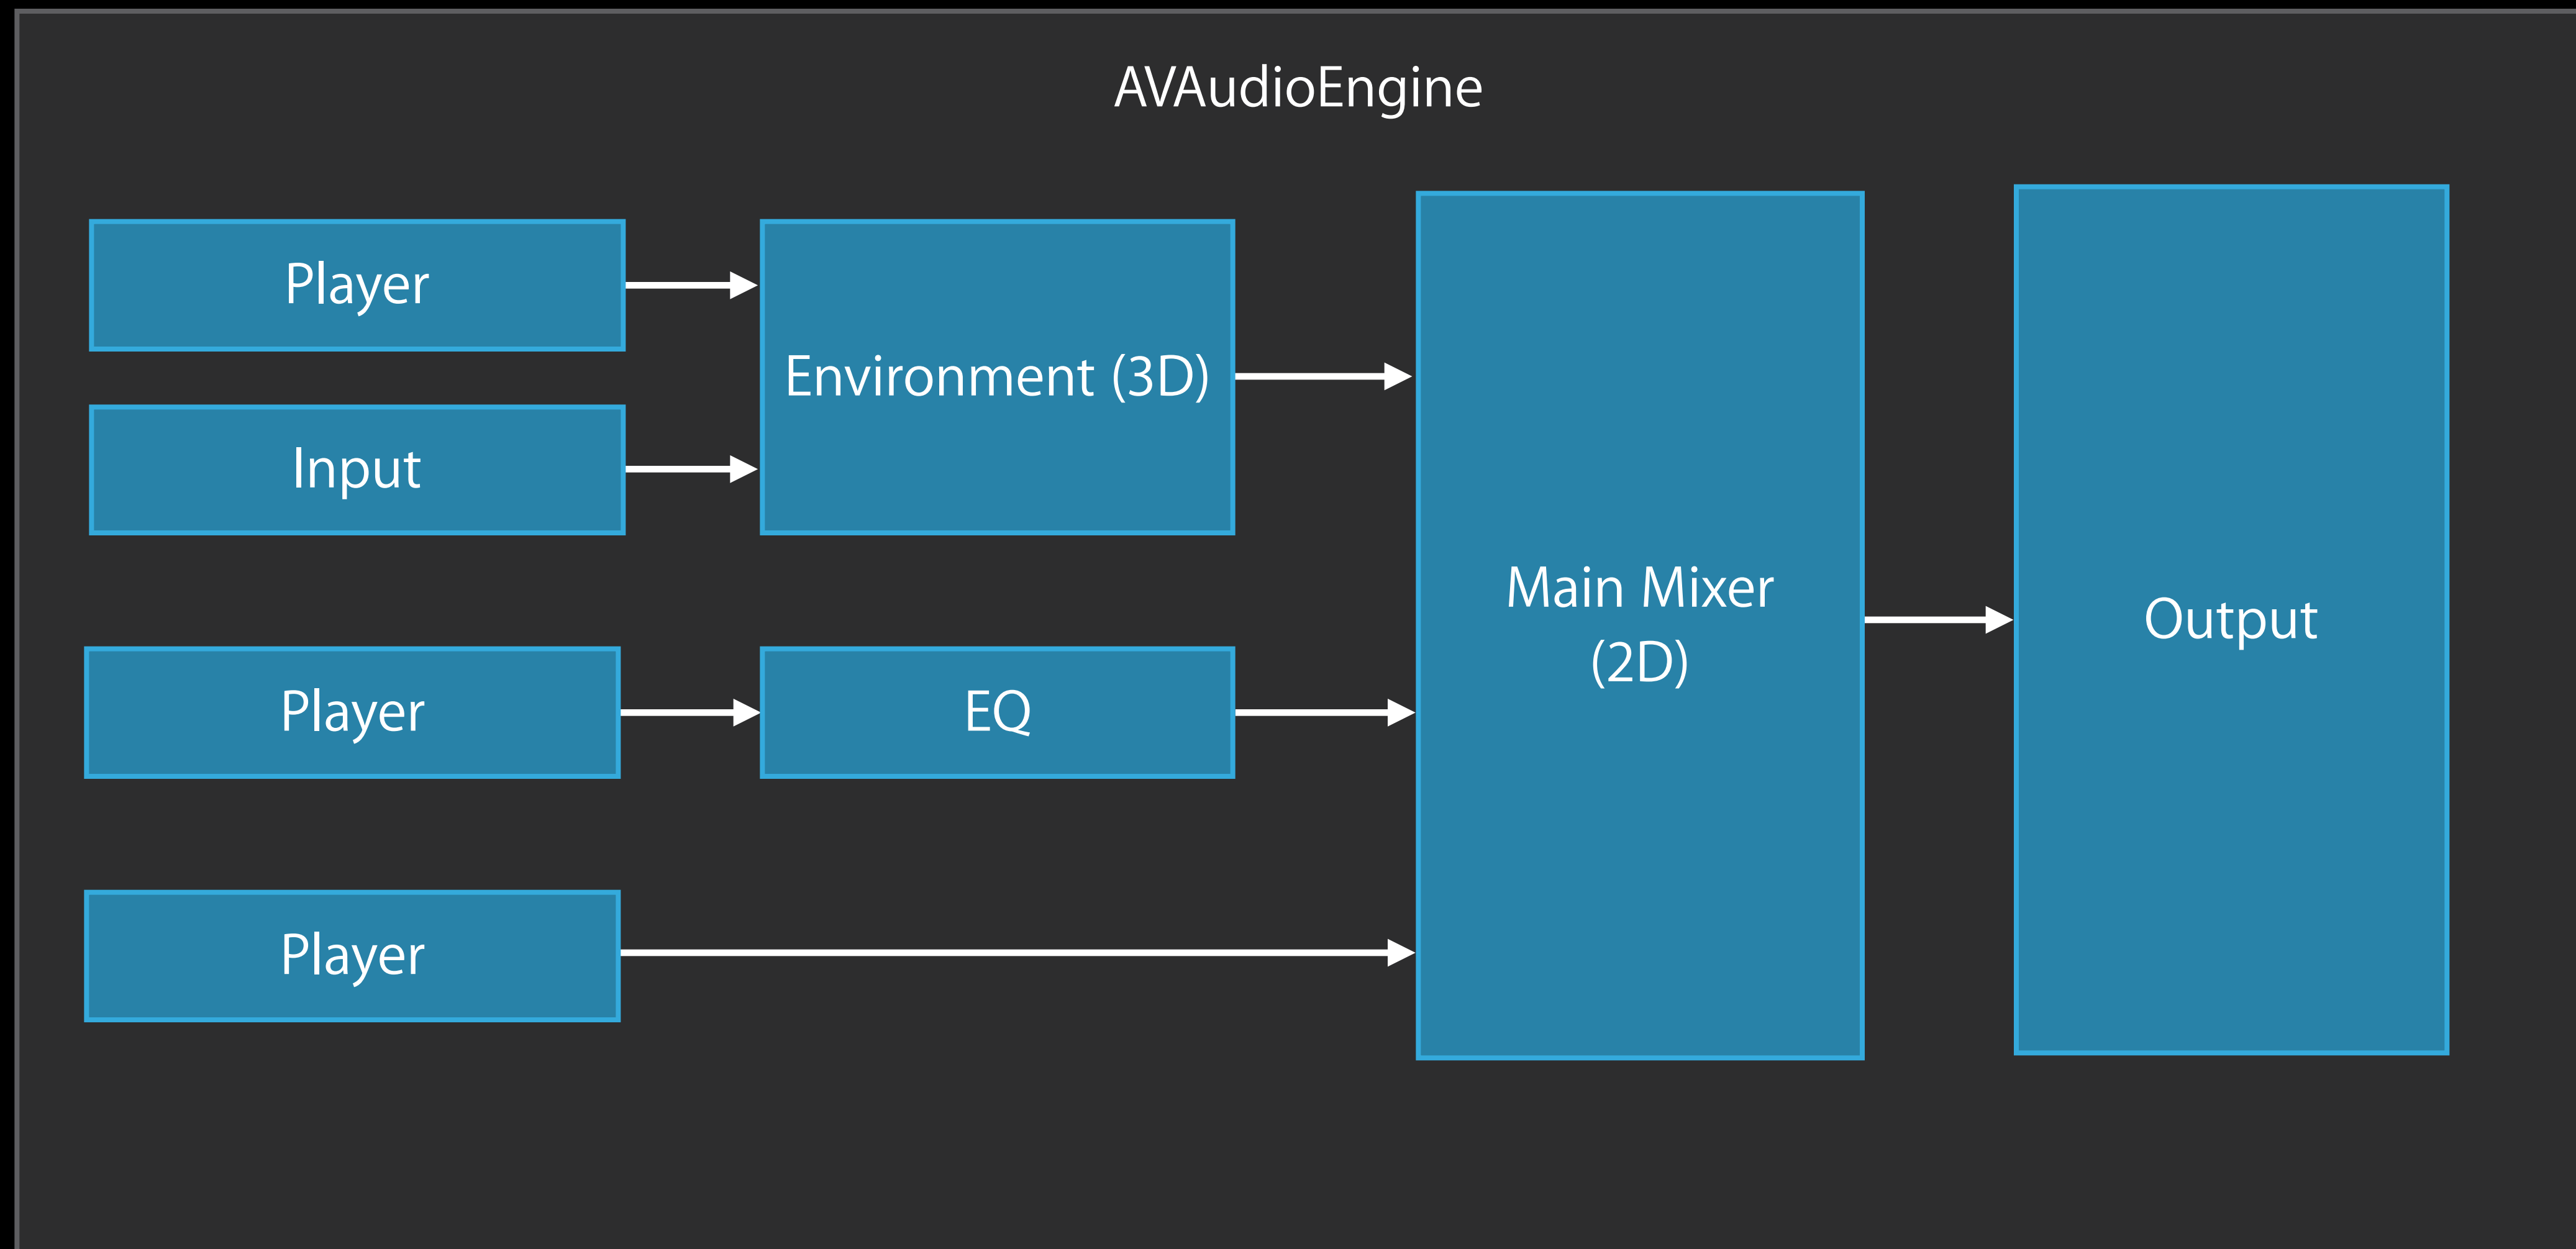 AVAudioEngine
Player
Input
Environment (3D)
Player
EQ
Player
Main Mixer
(2D)
Output